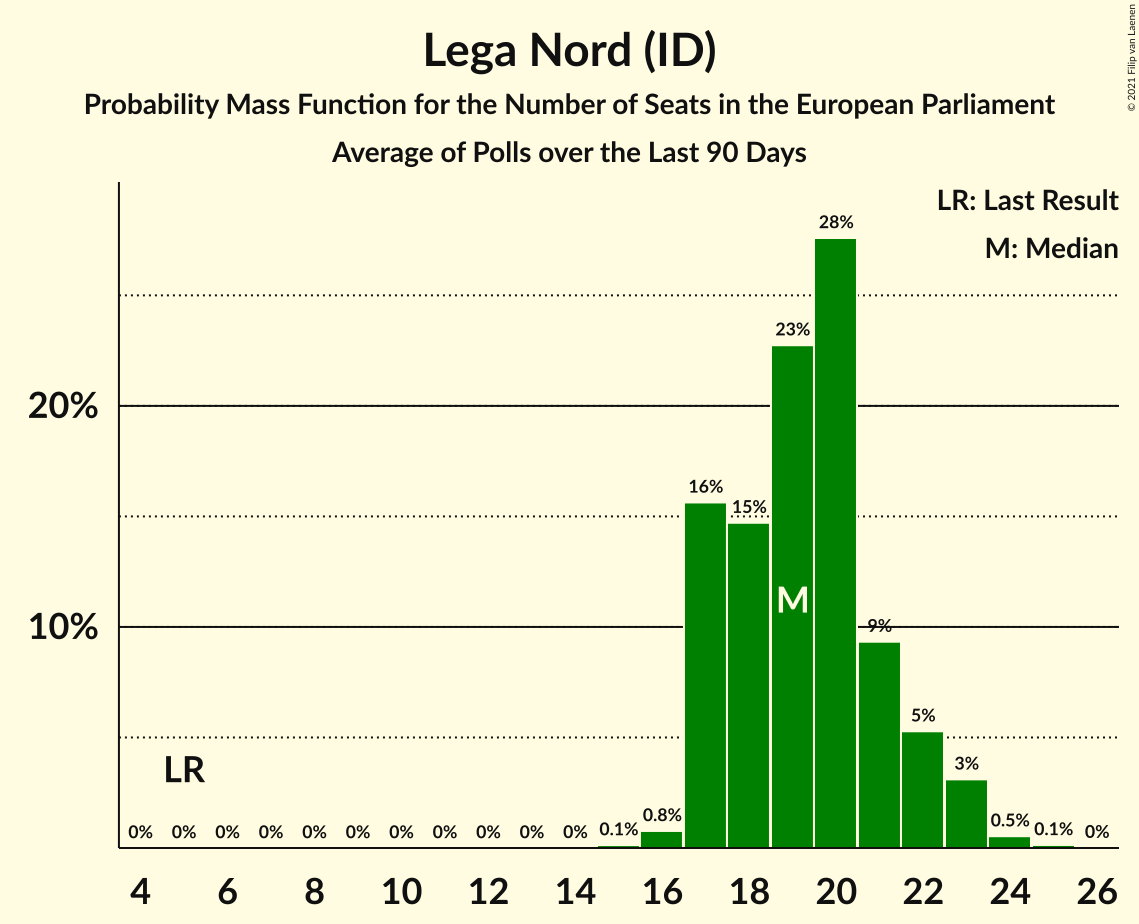 Lega Nord (ID)
Probability Mass Function for the Number of Seats in the European Parliament
Average of Polls over the Last 90 Days
© 2021 Filip van Laenen
LR: Last Result
M: Median
28%
23%
20%
16%
15%
M
10%
9%
5%
3%
LR
0% 0% 0% 0% 0% 0% 0% 0% 0% 0% 0% 0.1% 0.8% 0.5% 0.1% 0%
4 6 8 10 12 14 16 18 20 22 24 26